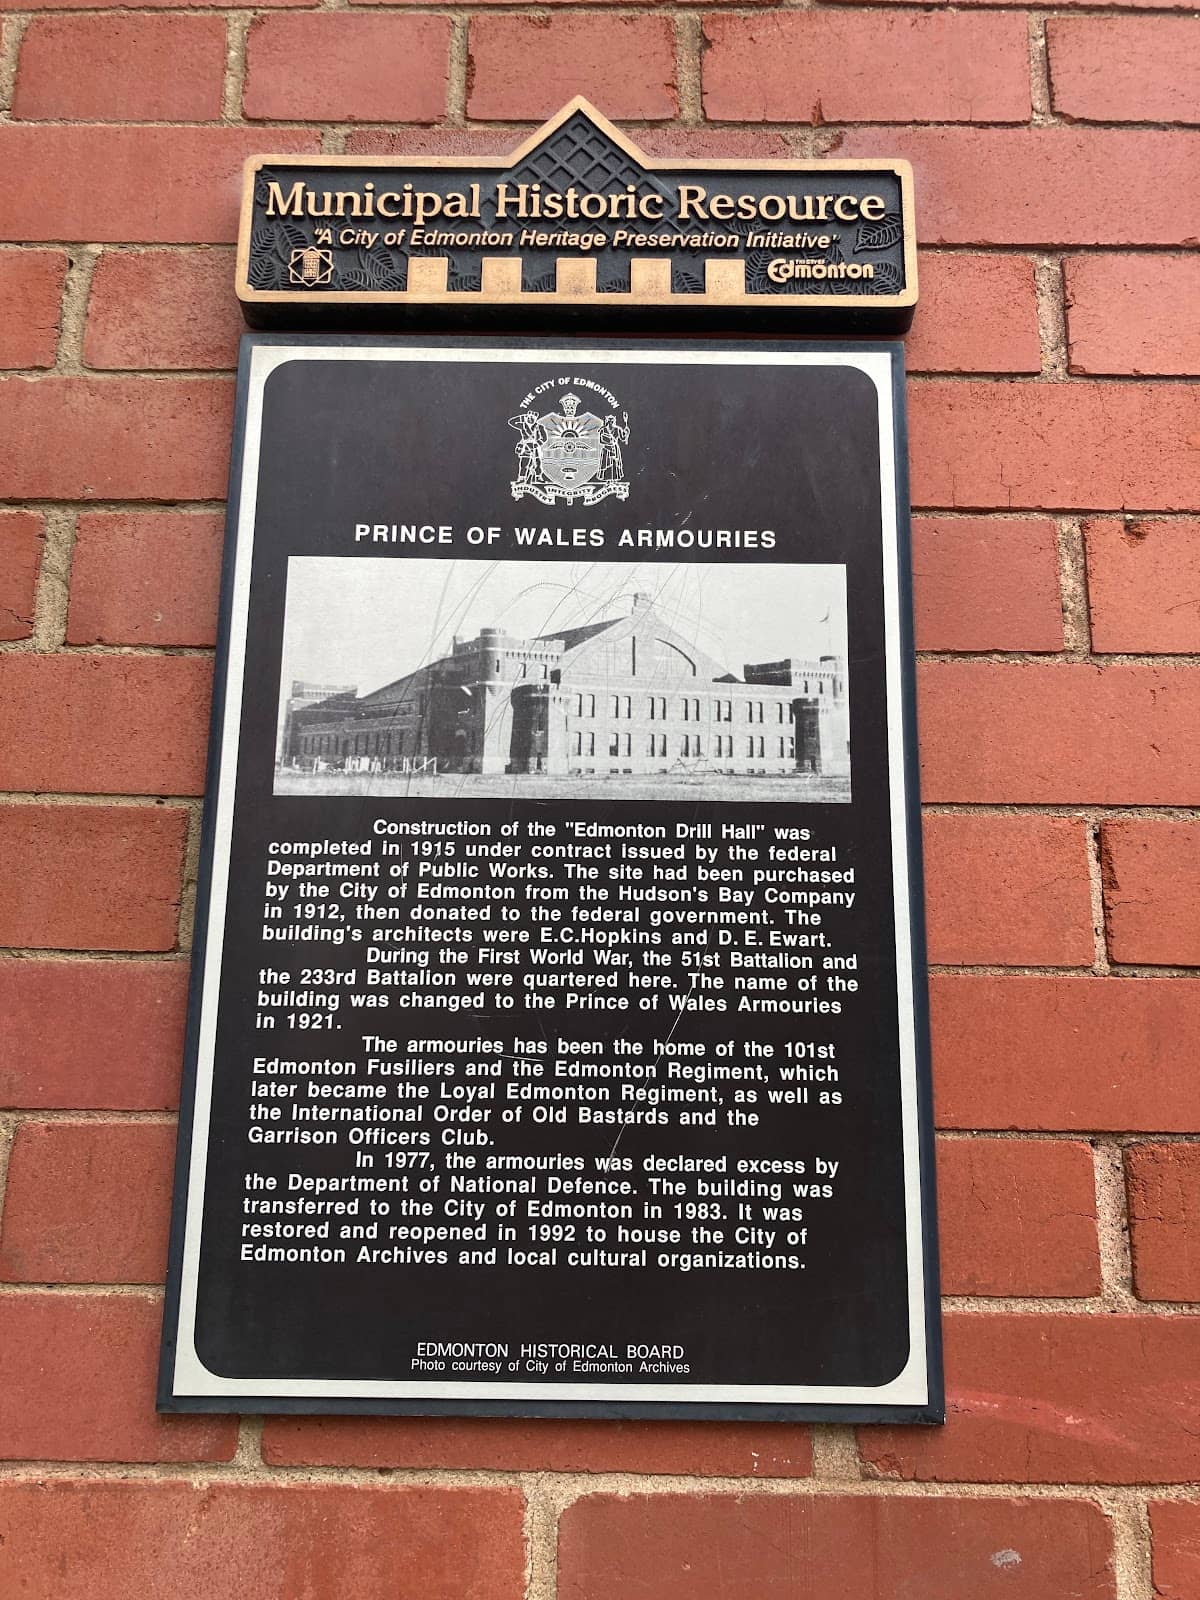 Municipal Historic Resource
"A City of Edmonton Heritage Preservation Initiative"
THE CITY OF
Edmonton
THE CITY OF EDMONTON
INDUSTRY INTEGRITY PROGRESS
PRINCE OF WALES ARMOURIES
Construction of the "Edmonton Drill Hall" was
completed in 1915 under contract issued by the federal
Department of Public Works. The site had been purchased
by the City of Edmonton from the Hudson's Bay Company
in 1912, then donated to the federal government. The
building's architects were E.C.Hopkins and D. E. Ewart.
During the First World War, the 51st Battalion and
the 233rd Battalion were quartered here. The name of the
building was changed to the Prince of Wales Armouries
in 1921.
The armouries has been the home of the 101st
Edmonton Fusiliers and the Edmonton Regiment, which
later became the Loyal Edmonton Regiment, as well as
the International Order of Old Bastards and the
Garrison Officers Club.
In 1977, the armouries was declared excess by
the Department of National Defence. The building was
transferred to the City of Edmonton in 1983. It was
restored and reopened in 1992 to house the City of
Edmonton Archives and local cultural organizations.
EDMONTON HISTORICAL BOARD
Photo courtesy of City of Edmonton Archives